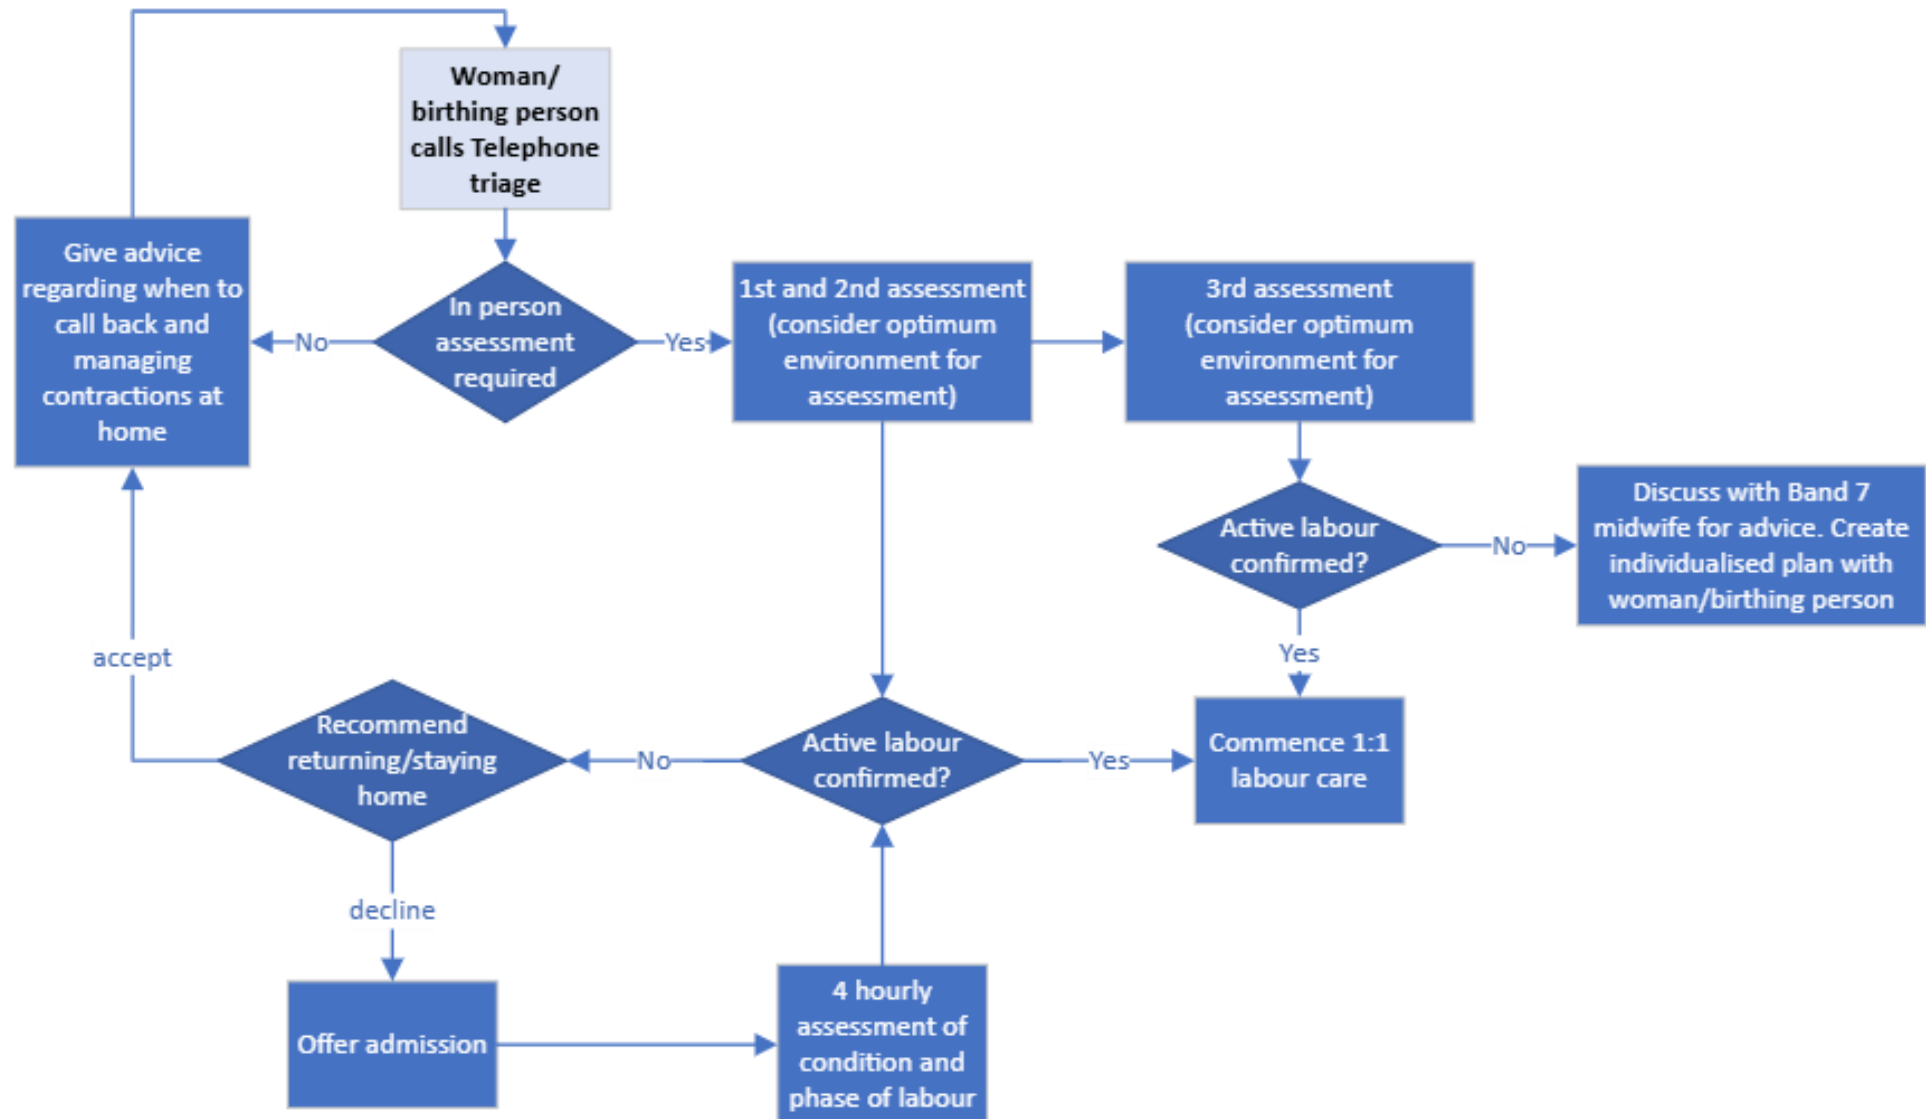 Woman/
birthing person
calls Telephone
triage
Give advice
regarding when to
call back and
managing
contractions at
home
No
In person
assessment
required
Yes
1st and 2nd assessment
(consider optimum
environment for
assessment)
3rd assessment
(consider optimum
environment for
assessment)
Active labour
confirmed?
No
Discuss with Band 7
midwife for advice. Create
individualised plan with
woman/birthing person
Yes
accept
Recommend
returning/staying
home
No
Active labour
confirmed?
Yes
Commence 1:1
labour care
decline
Offer admission
4 hourly
assessment of
condition and
phase of labour